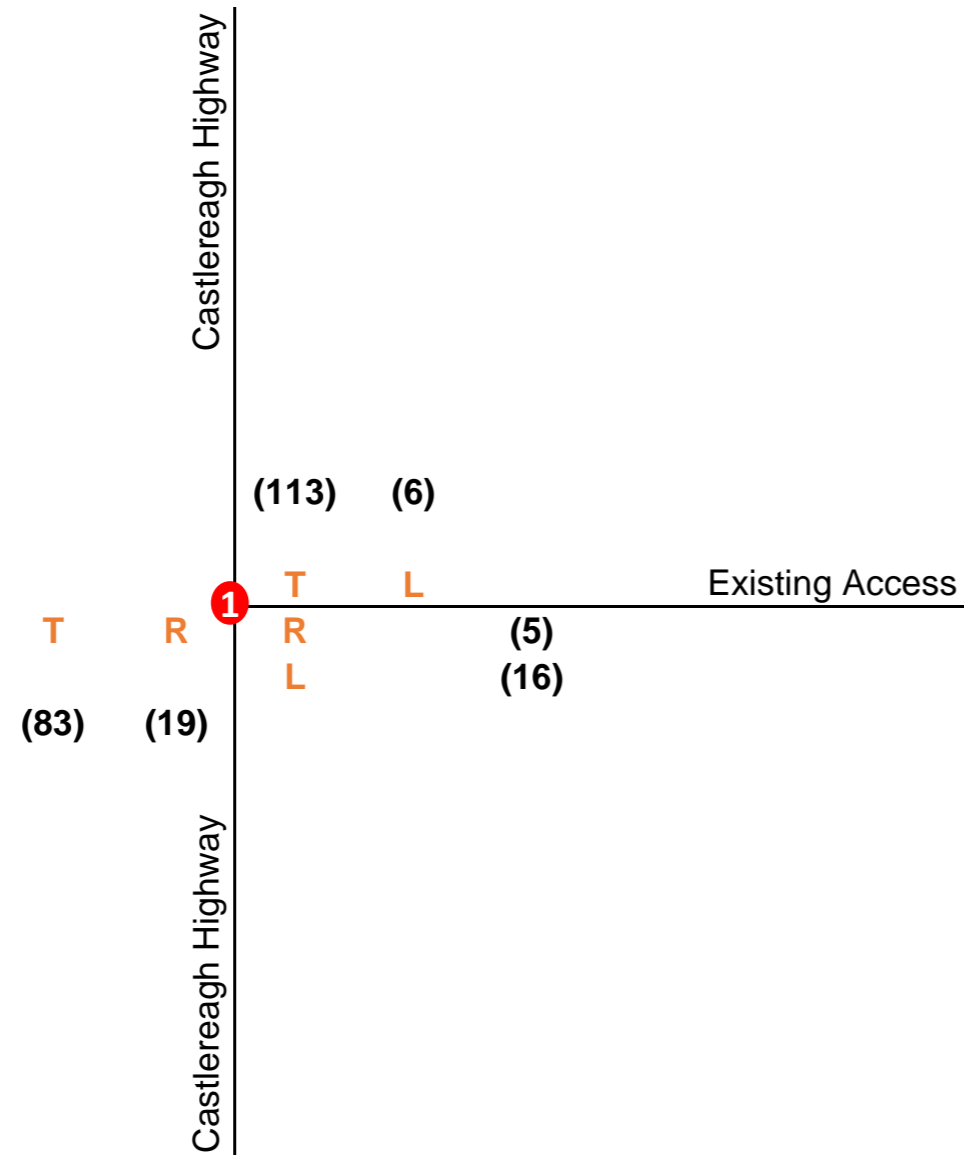 Castlereagh Highway
(113) (6)
T L Existing Access
1
T R R (5)
L (16)
(83) (19)
Castlereagh Highway